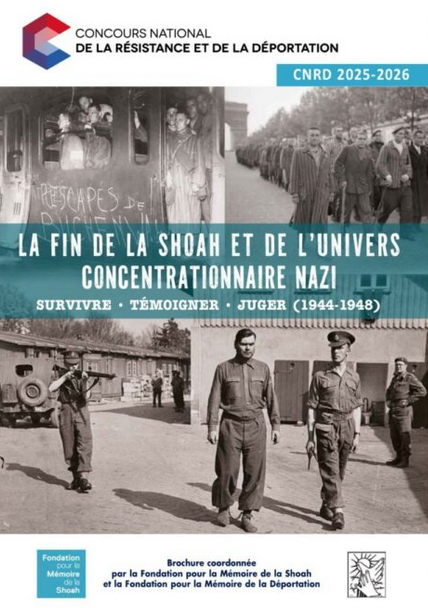 CONCOURS NATIONAL
DE LA RÉSISTANCE ET DE LA DÉPORTATION
CNRD 2025-2026
RESCAPÉS DE
BUCHENWALD
LA FIN DE LA SHOAH ET DE L'UNIVERS
CONCENTRATIONNAIRE NAZI
SURVIVRE • TÉMOIGNER • JUGER (1944-1948)
Fondation
pour la
Mémoire
de la
Shoah
Brochure coordonnée
par la Fondation pour la Mémoire de la Shoah
et la Fondation pour la Mémoire de la Déportation